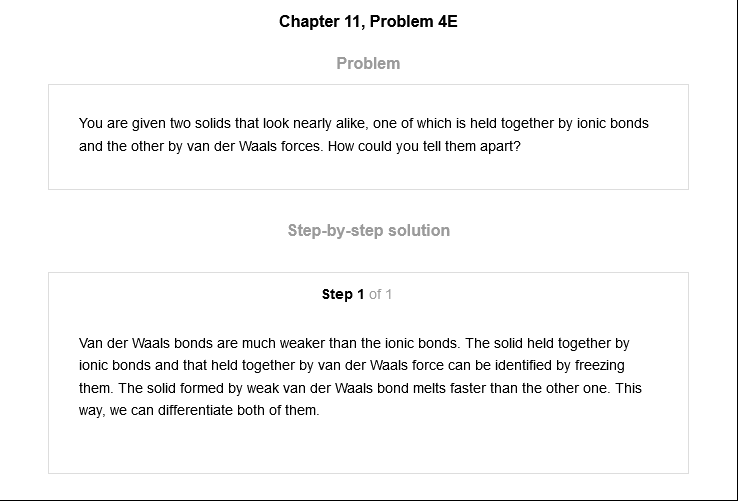 Chapter 11, Problem 4E
Problem
You are given two solids that look nearly alike, one of which is held together by ionic bonds
and the other by van der Waals forces. How could you tell them apart?
Step-by-step solution
Step 1 of 1
Van der Waals bonds are much weaker than the ionic bonds. The solid held together by
ionic bonds and that held together by van der Waals force can be identified by freezing
them. The solid formed by weak van der Waals bond melts faster than the other one. This
way, we can differentiate both of them.